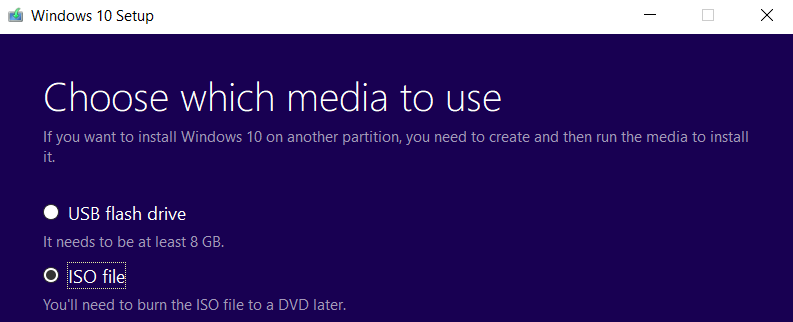 Windows 10 Setup
Choose which media to use
If you want to install Windows 10 on another partition, you need to create and then run the media to install
it.
USB flash drive
It needs to be at least 8 GB.
ISO file
You'll need to burn the ISO file to a DVD later.